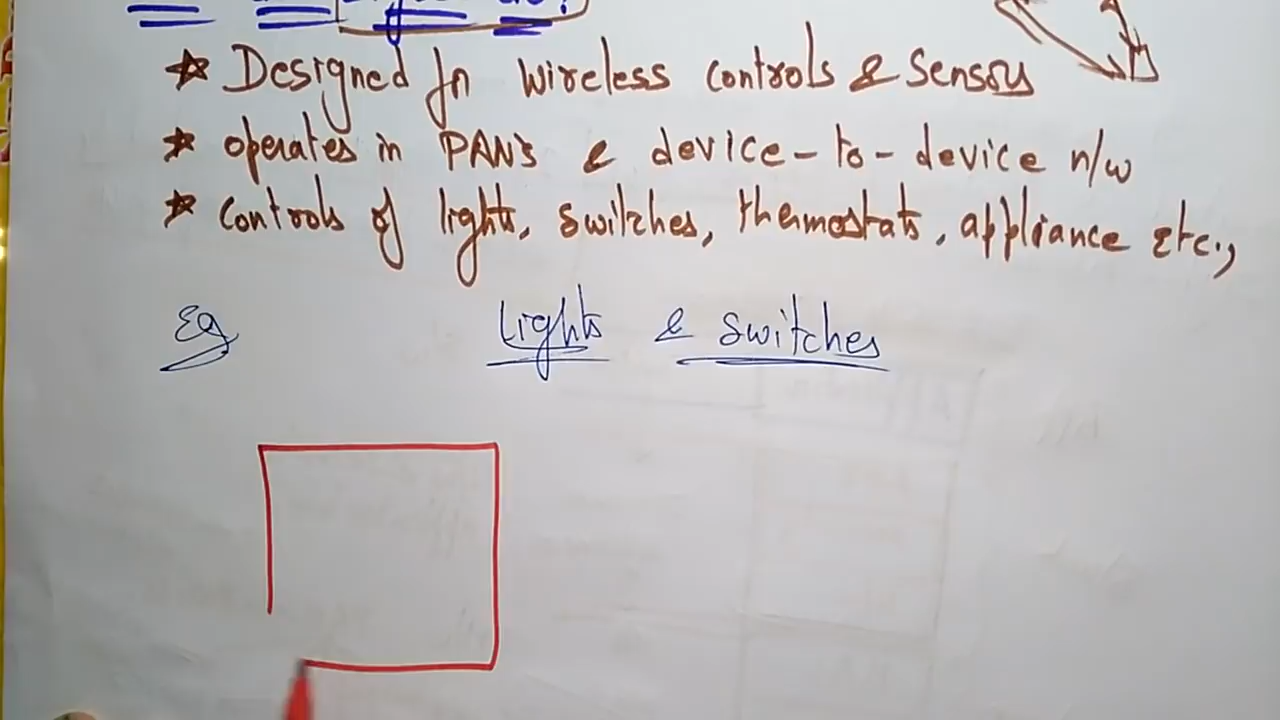 ☆ Designed for wireless controls & Sensors
☆ operates in PAN's & device-to-device n/w
☆ Controls of lights, switches, thermostats, appliance etc.,
Eg Lights & switches